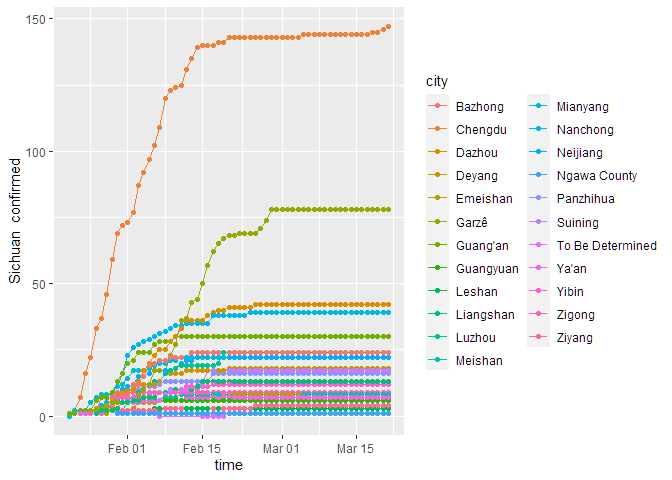 150
100
50
0
Sichuan confirmed
Feb 01
Feb 15
Mar 01
Mar 15
time
city
Bazhong
Chengdu
Dazhou
Deyang
Emeishan
Garzê
Guang'an
Guangyuan
Leshan
Liangshan
Luzhou
Meishan
Mianyang
Nanchong
Neijiang
Ngawa County
Panzhihua
Suining
To Be Determined
Ya'an
Yibin
Zigong
Ziyang